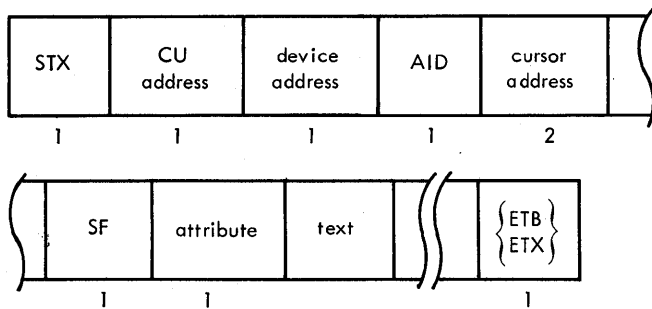 STX CU address device address AID cursor address
1 1 1 1 2
SF attribute text { ETB ETX }
1 1 1